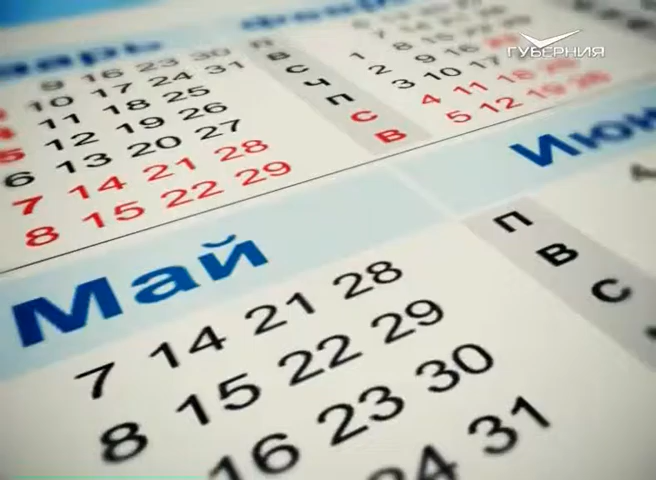 ГУБЕРНИЯ
варь
9 16 23 30 П
10 17 24 31 В
11 18 25 С 1 8 15
5 12 19 26 Ч 2 9 16
6 13 20 27 П 3 10 17
7 14 21 28 С 4 11 18 25
8 15 22 29 В 5 12 19 26
Май
Июн
7 14 21 28 П
8 15 22 29 В
16 23 30 С
24 31